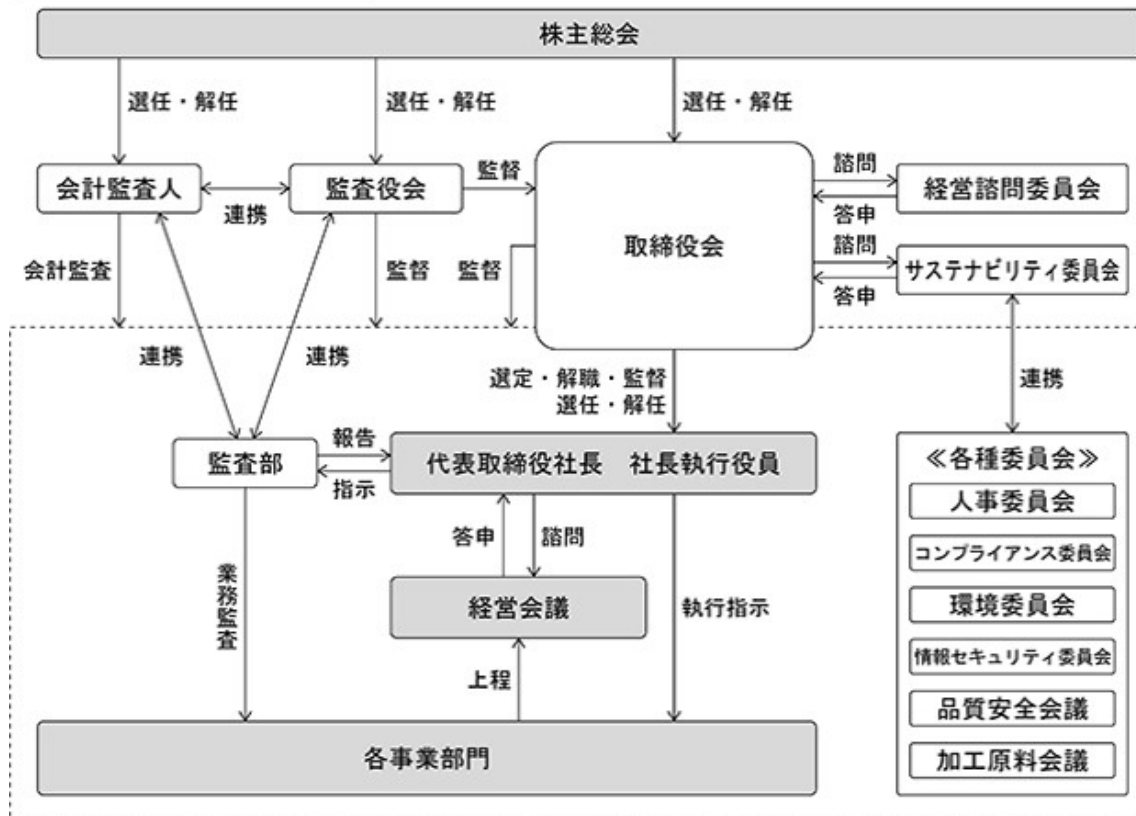 株主総会
選任・解任
選任・解任
選任・解任
会計監査人
連携
監査役会
監督
取締役会
諮問
答申
経営諮問委員会
諮問
答申
サステナビリティ委員会
会計監査
監督
監督
連携
連携
選定・解職・監督
選任・解任
連携
監査部
報告
指示
代表取締役社長 社長執行役員
答申
諮問
経営会議
業務監査
上程
執行指示
各事業部門
≪各種委員会≫
人事委員会
コンプライアンス委員会
環境委員会
情報セキュリティ委員会
品質安全会議
加工原料会議